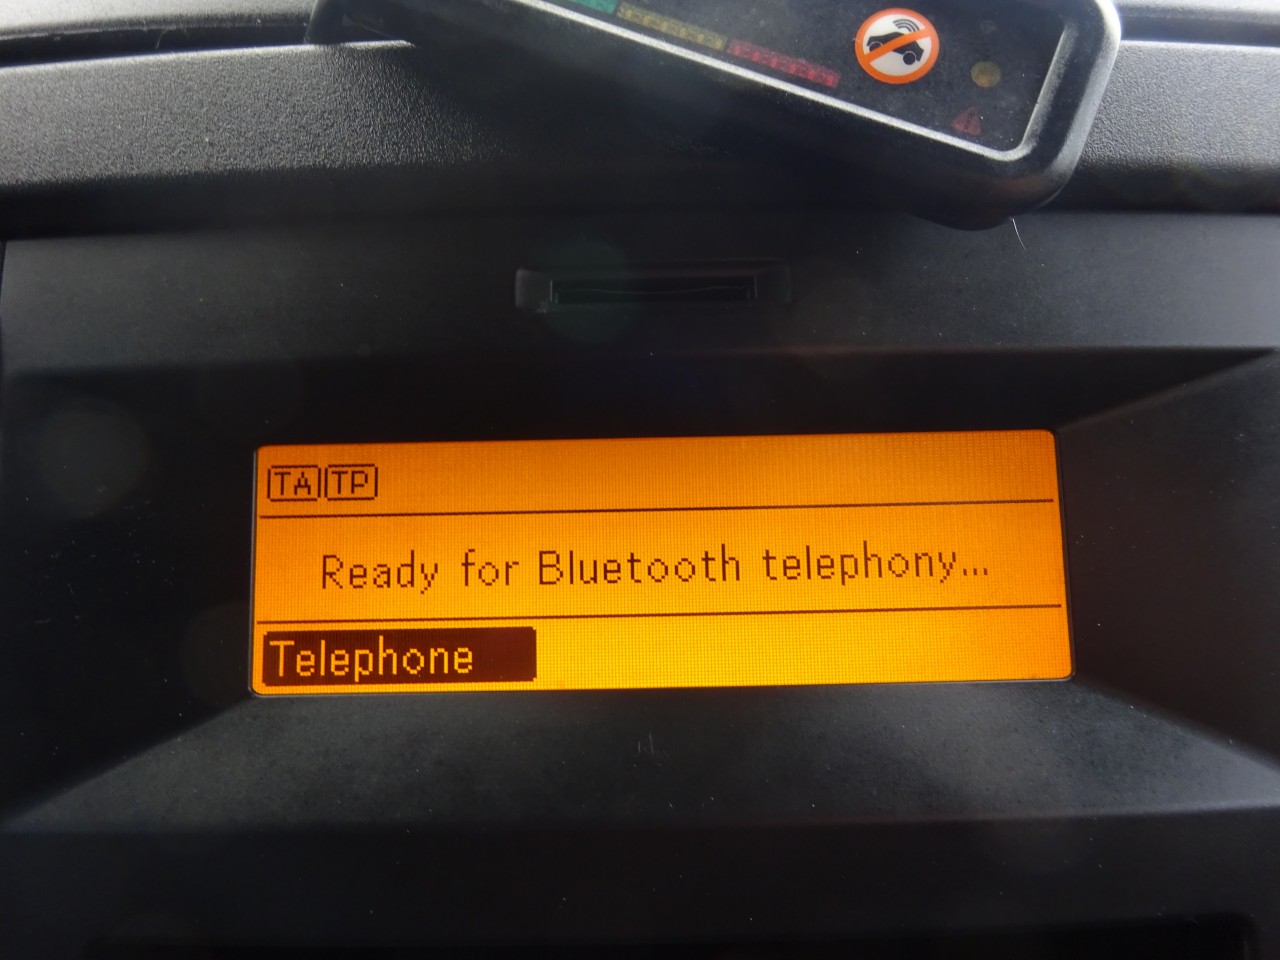 TA TP
Ready for Bluetooth telephony...
Telephone